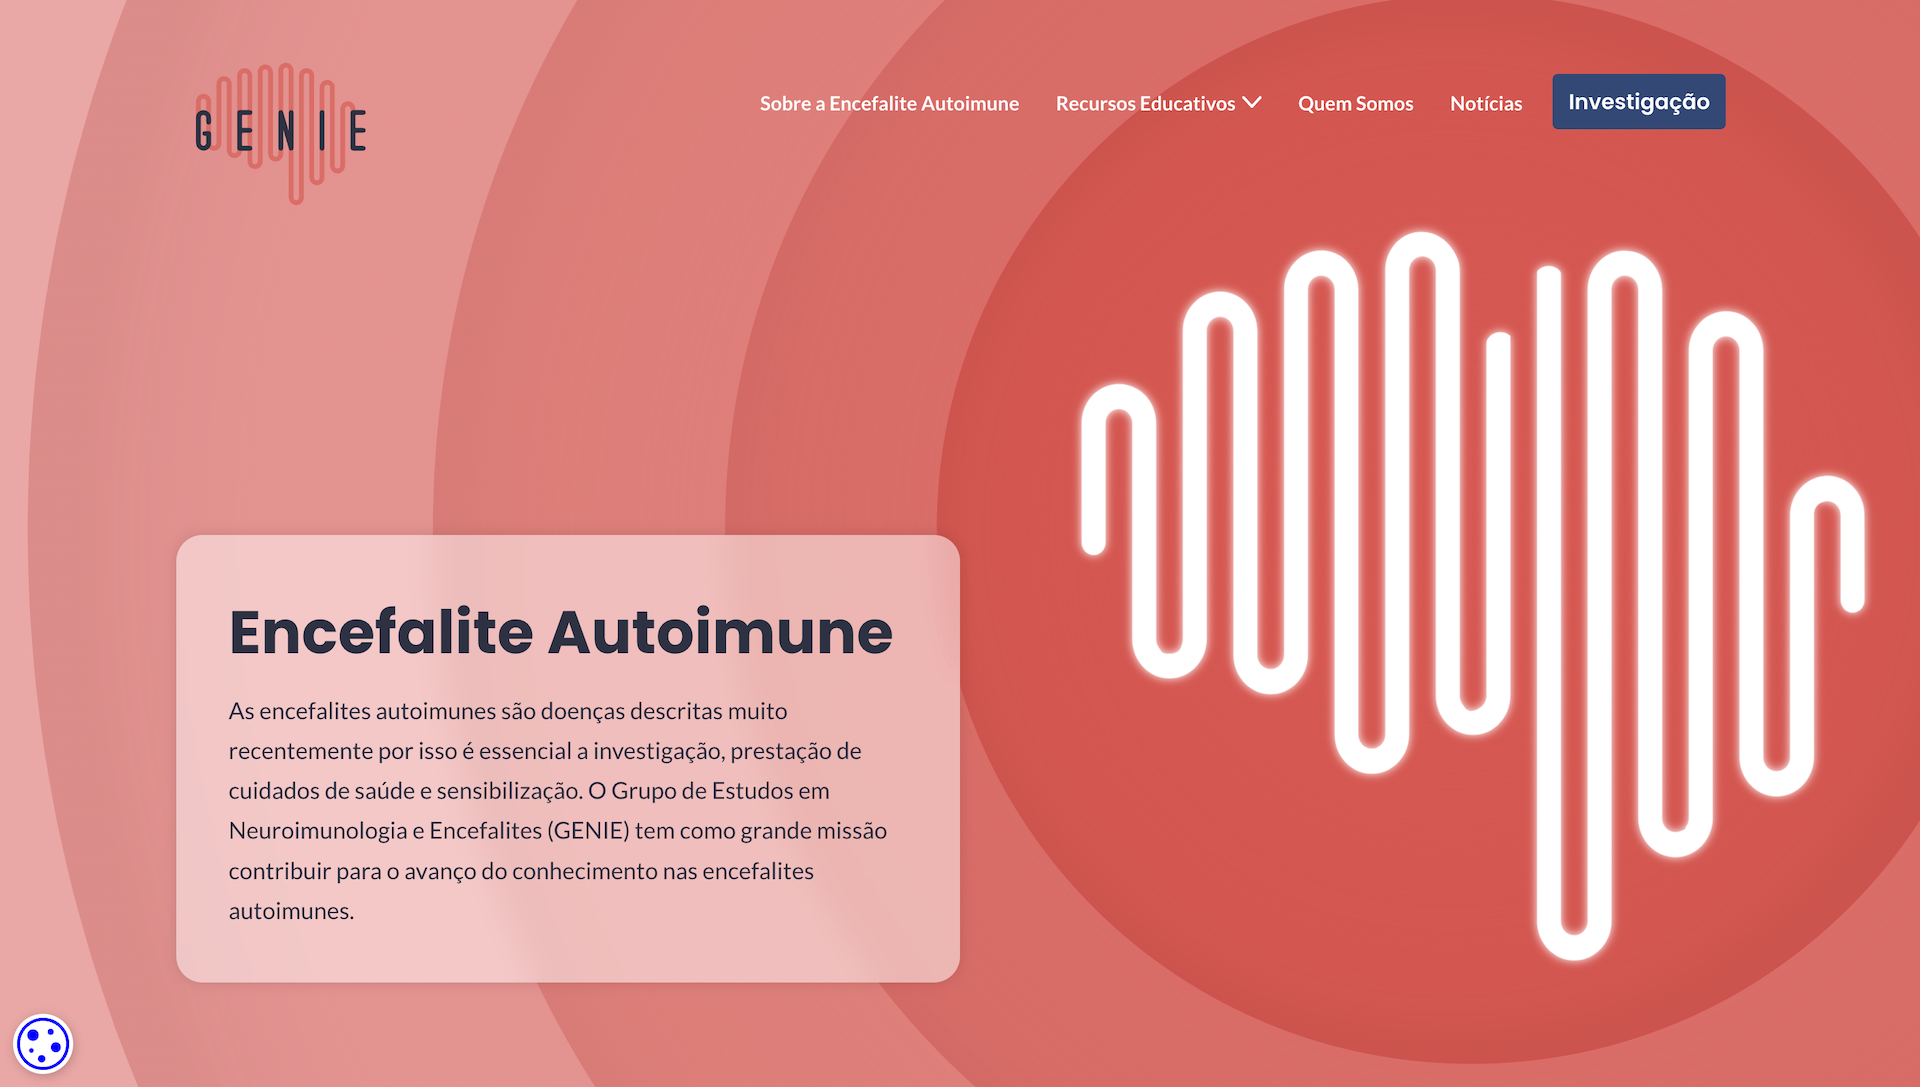 GENIE
Sobre a Encefalite Autoimune
Recursos Educativos
Quem Somos
Notícias
Investigação
Encefalite Autoimune
As encefalites autoimunes são doenças descritas muito
recentemente por isso é essencial a investigação, prestação de
cuidados de saúde e sensibilização. O Grupo de Estudos em
Neuroimunologia e Encefalites (GENIE) tem como grande missão
contribuir para o avanço do conhecimento nas encefalites
autoimunes.